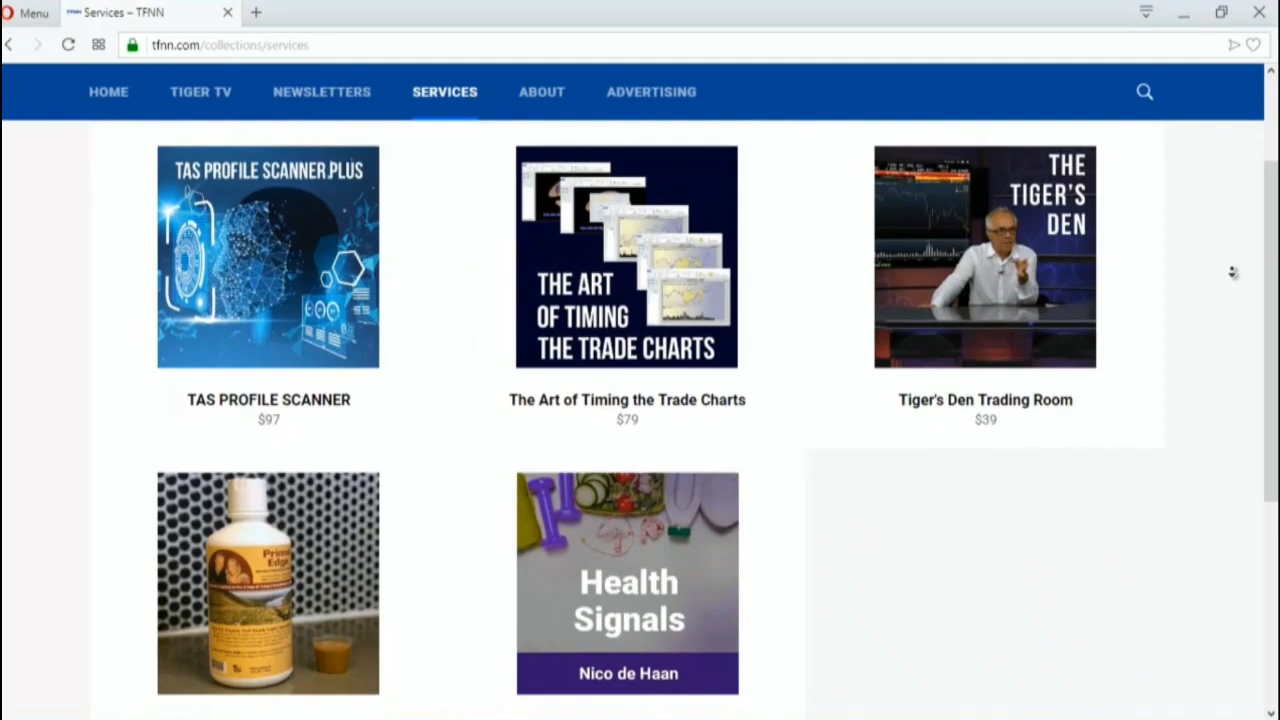 Menu
TFNN Services – TFNN
tfnn.com/collections/services
HOME
TIGER TV
NEWSLETTERS
SERVICES
ABOUT
ADVERTISING
TAS PROFILE SCANNER PLUS
THE ART
OF TIMING
THE TRADE CHARTS
THE
TIGER'S
DEN
TAS PROFILE SCANNER
$97
The Art of Timing the Trade Charts
$79
Tiger's Den Trading Room
$39
Edge
Health
Signals
Nico de Haan